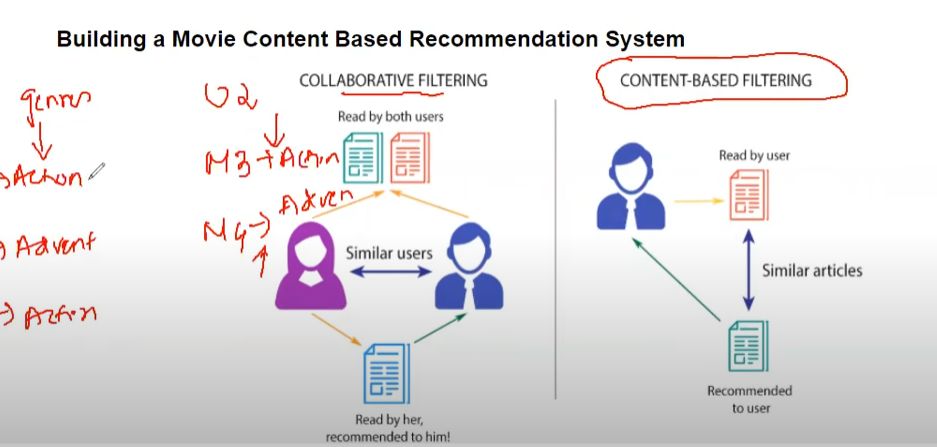 Building a Movie Content Based Recommendation System
COLLABORATIVE FILTERING
Read by both users
Similar users
Read by her,
recommended to him!
CONTENT-BASED FILTERING
Read by user
Similar articles
Recommended
to user
genres
Action
Advent
Action
U2
M3 → Action
M4 → Adven